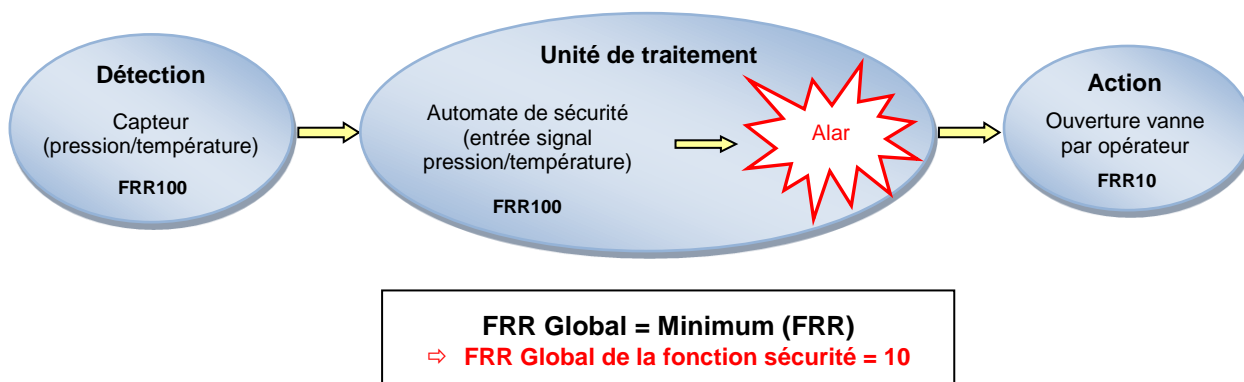 Détection
Capteur
(pression/température)
FRR100
Unité de traitement
Automate de sécurité
(entrée signal
pression/température)
FRR100
Alar
Action
Ouverture vanne
par opérateur
FRR10
FRR Global = Minimum (FRR)
⇨ FRR Global de la fonction sécurité = 10